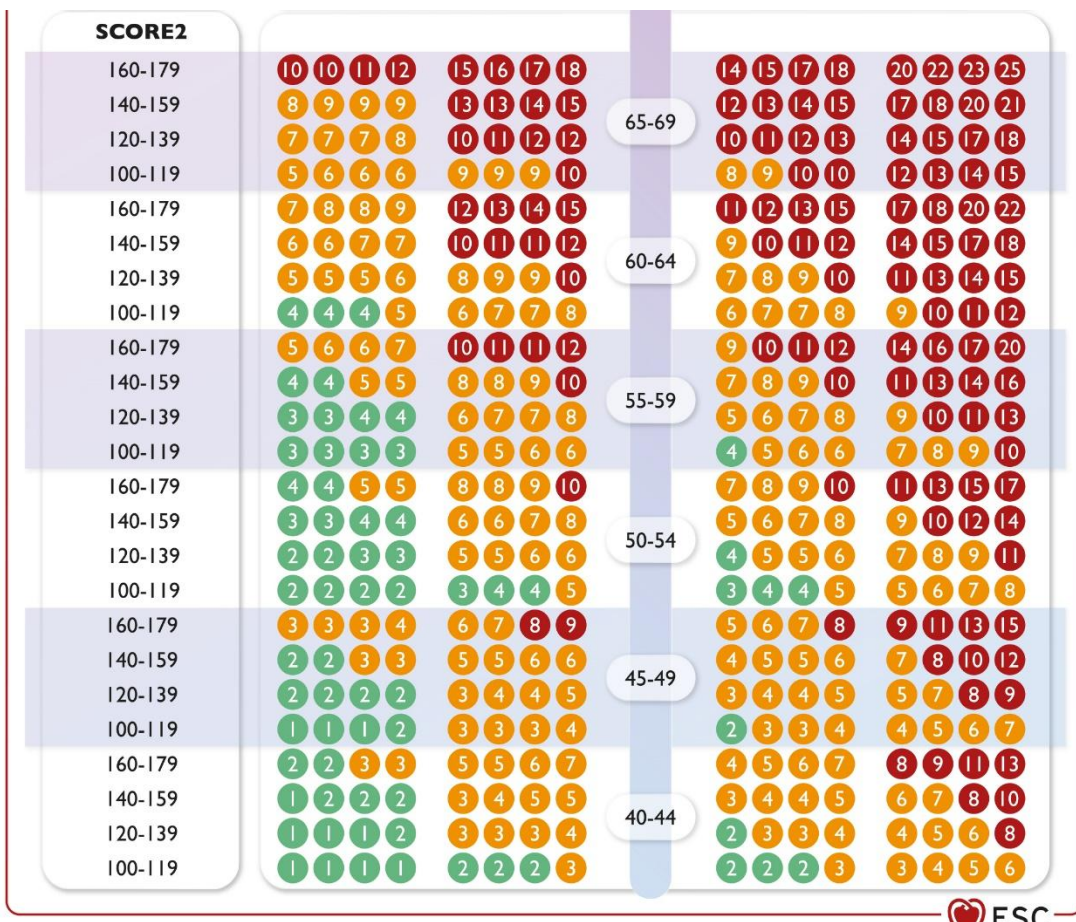 SCORE2
160-179 10 10 11 12 15 16 17 18 14 15 17 18 20 22 23 25
140-159 8 9 9 9 13 13 14 15 12 13 14 15 17 18 20 21
65-69
120-139 7 7 7 8 10 11 12 12 10 11 12 13 14 15 17 18
100-119 5 6 6 6 9 9 9 10 8 9 10 10 12 13 14 15
160-179 7 8 8 9 12 13 14 15 11 12 13 15 17 18 20 22
140-159 6 6 7 7 10 11 11 12 9 10 11 12 14 15 17 18
60-64
120-139 5 5 5 6 8 9 9 10 7 8 9 10 11 13 14 15
100-119 4 4 4 5 6 7 7 8 6 7 7 8 9 10 11 12
160-179 5 6 6 7 10 11 11 12 9 10 11 12 14 16 17 20
140-159 4 4 5 5 8 8 9 10 7 8 9 10 11 13 14 16
55-59
120-139 3 3 4 4 6 7 7 8 5 6 7 8 9 10 11 13
100-119 3 3 3 3 5 5 6 6 4 5 6 6 7 8 9 10
160-179 4 4 5 5 8 8 9 10 7 8 9 10 11 13 15 17
140-159 3 3 4 4 6 6 7 8 5 6 7 8 9 10 12 14
50-54
120-139 2 2 3 3 5 5 6 6 4 5 5 6 7 8 9 11
100-119 2 2 2 2 3 4 4 5 3 4 4 5 5 6 7 8
160-179 3 3 3 4 6 7 8 9 5 6 7 8 9 11 13 15
140-159 2 2 3 3 5 5 6 6 4 5 5 6 7 8 10 12
45-49
120-139 2 2 2 2 3 4 4 5 3 4 4 5 5 7 8 9
100-119 1 1 1 2 3 3 3 4 2 3 3 4 4 5 6 7
160-179 2 2 3 3 5 5 6 7 4 5 6 7 8 9 11 13
140-159 1 2 2 2 3 4 5 5 3 4 4 5 6 7 8 10
40-44
120-139 1 1 1 2 3 3 3 4 2 3 3 4 4 5 6 8
100-119 1 1 1 1 2 2 2 3 2 2 2 3 3 4 5 6
ESC